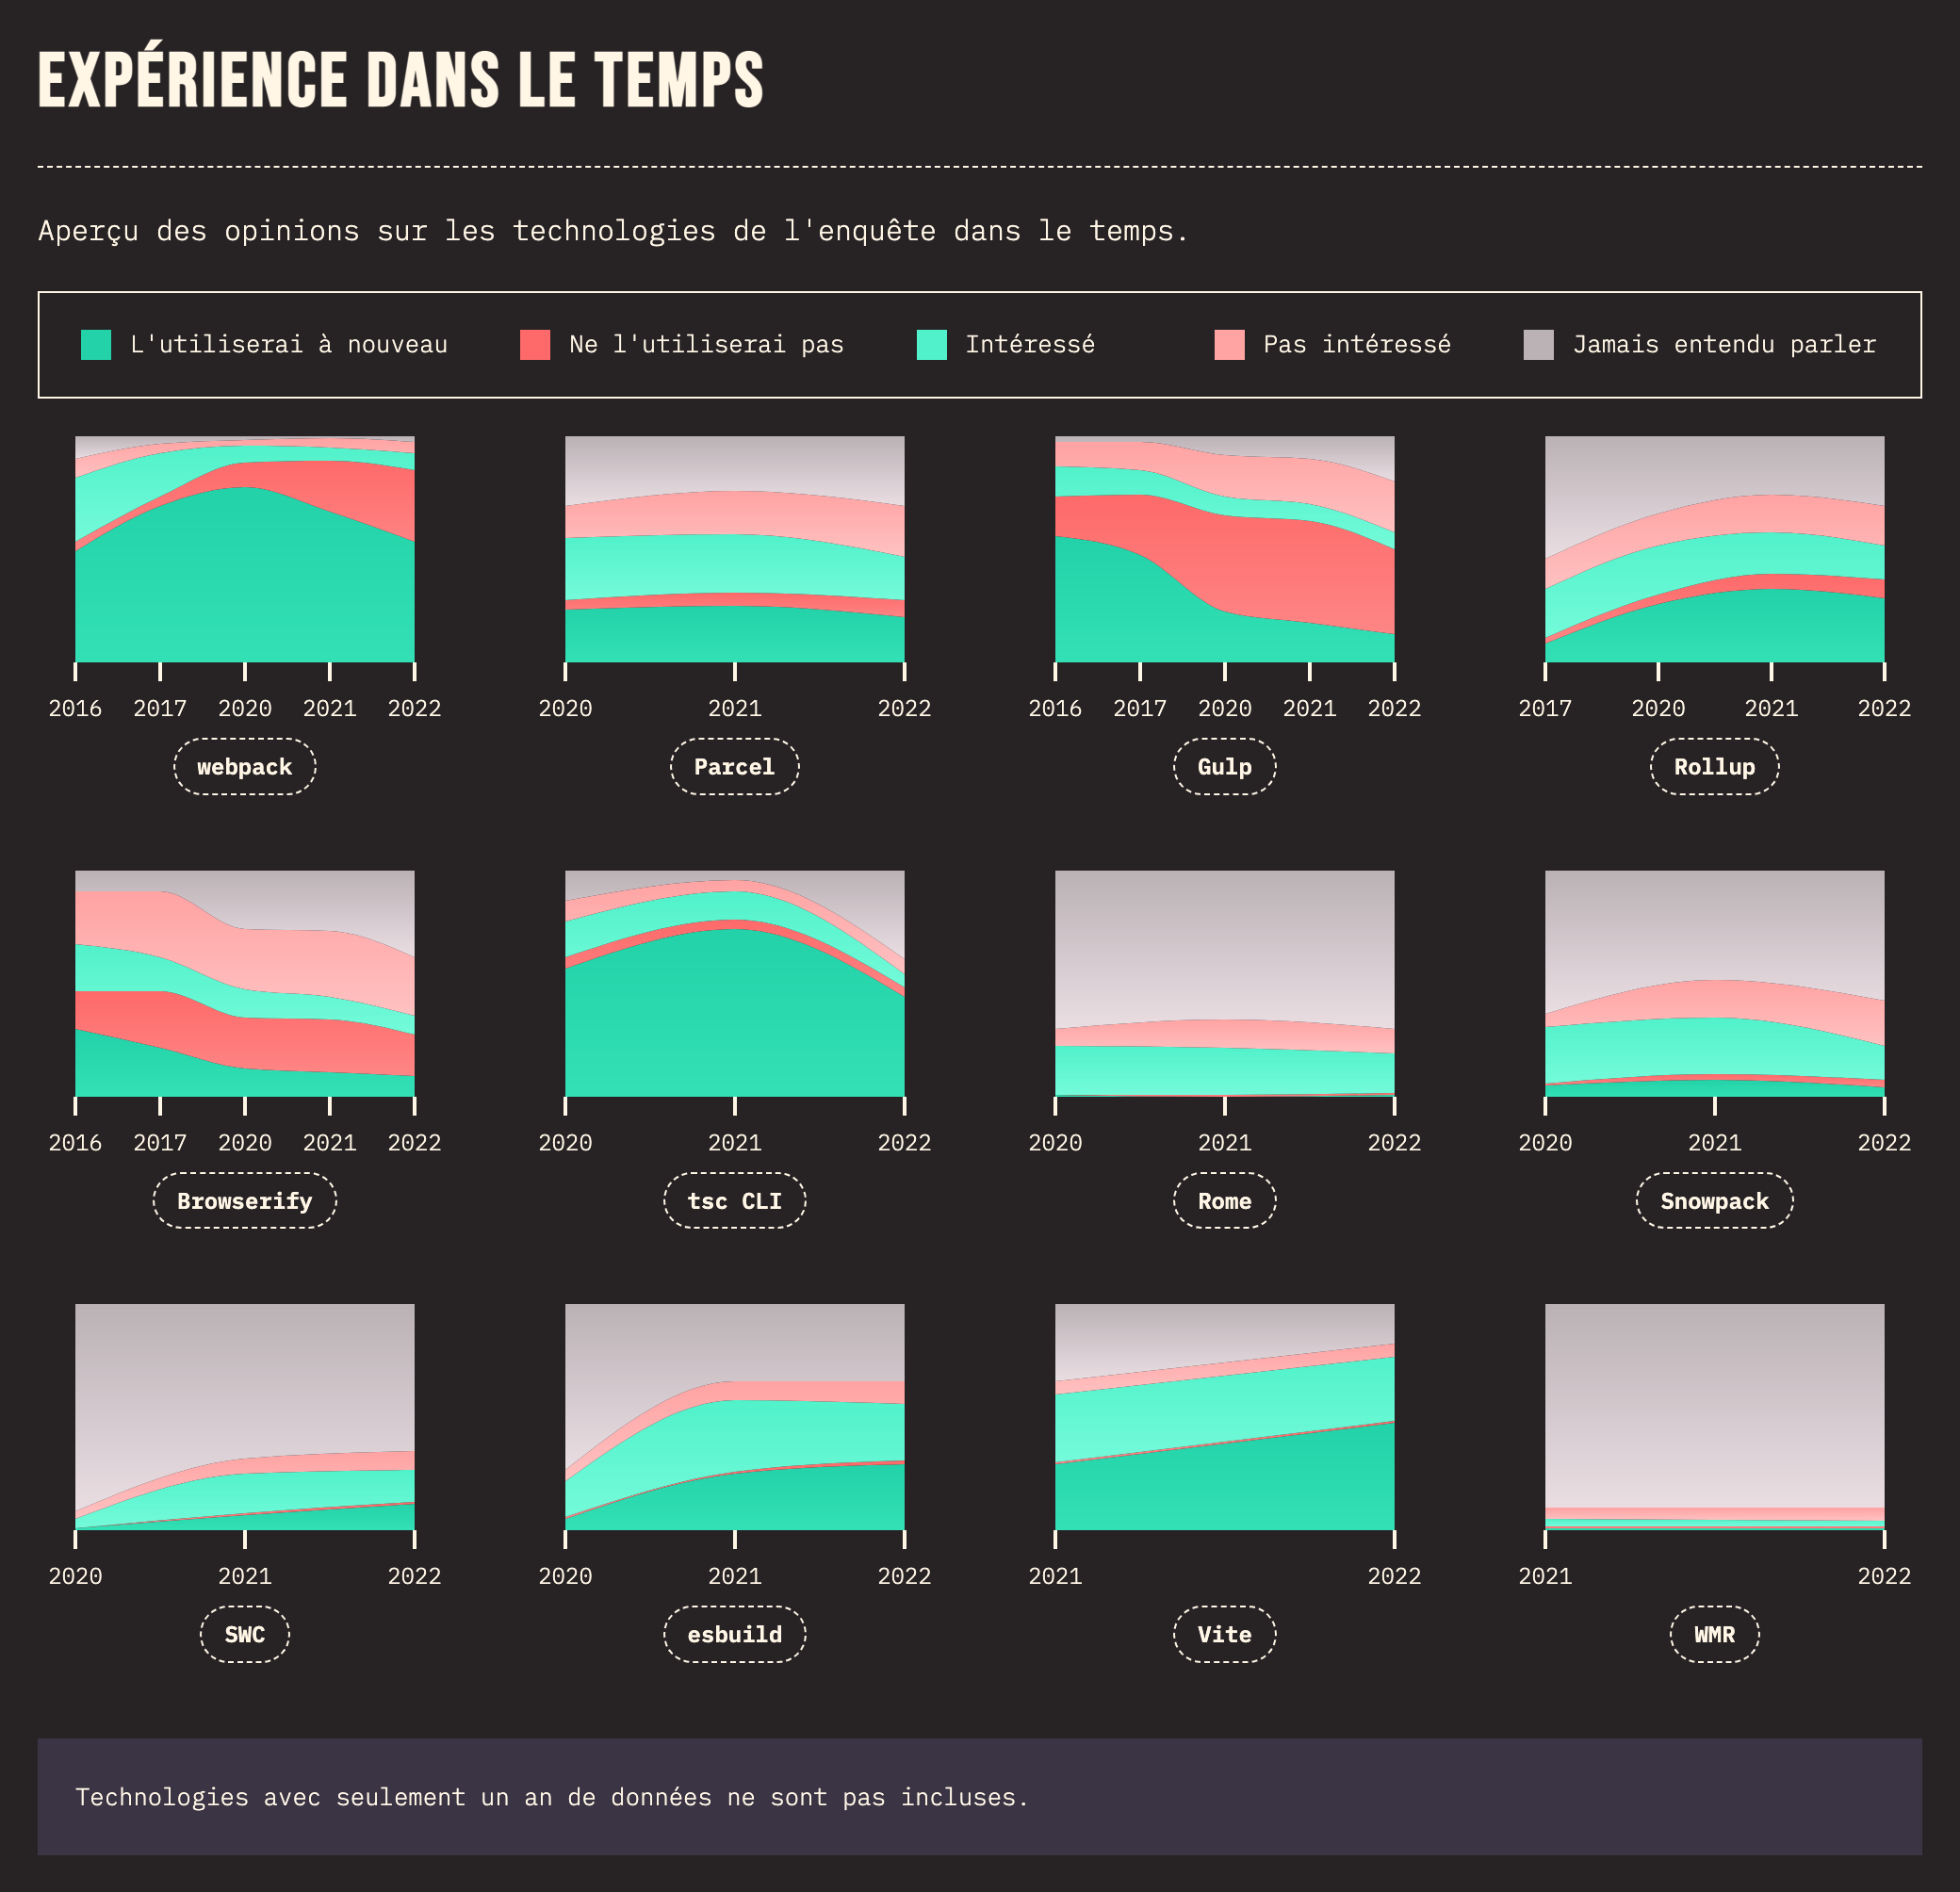 EXPÉRIENCE DANS LE TEMPS
Aperçu des opinions sur les technologies de l'enquête dans le temps.
L'utiliserai à nouveau Ne l'utiliserai pas Intéressé Pas intéressé Jamais entendu parler
2016 2017 2020 2021 2022 2020 2021 2022 2016 2017 2020 2021 2022 2017 2020 2021 2022
webpack Parcel Gulp Rollup
2016 2017 2020 2021 2022 2020 2021 2022 2020 2021 2022 2020 2021 2022
Browserify tsc CLI Rome Snowpack
2020 2021 2022 2020 2021 2022 2021 2022 2021 2022
SWC esbuild Vite WMR
Technologies avec seulement un an de données ne sont pas incluses.